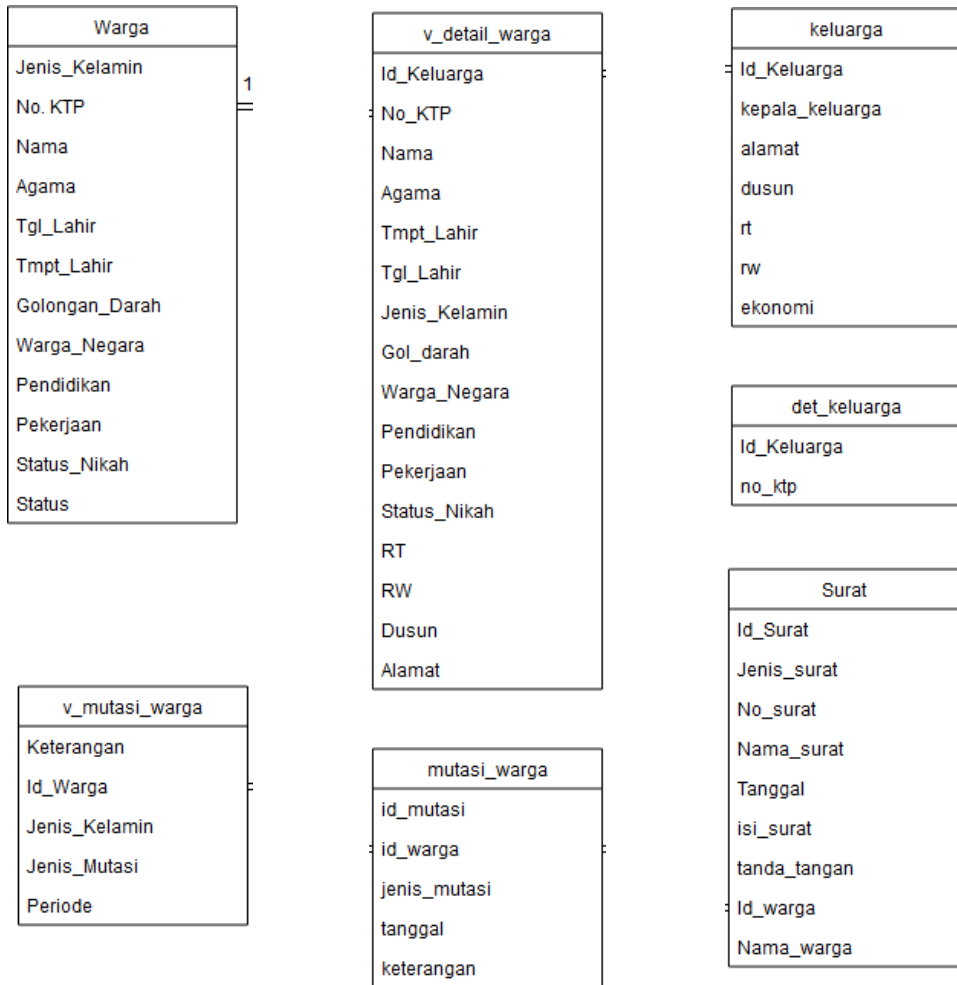 Warga
Jenis_Kelamin
1
No. KTP
Nama
Agama
Tgl_Lahir
Tmpt_Lahir
Golongan_Darah
Warga_Negara
Pendidikan
Pekerjaan
Status_Nikah
Status
v_detail_warga
Id_Keluarga
No_KTP
Nama
Agama
Tmpt_Lahir
Tgl_Lahir
Jenis_Kelamin
Gol_darah
Warga_Negara
Pendidikan
Pekerjaan
Status_Nikah
RT
RW
Dusun
Alamat
keluarga
Id_Keluarga
kepala_keluarga
alamat
dusun
rt
rw
ekonomi
det_keluarga
Id_Keluarga
no_ktp
Surat
Id_Surat
Jenis_surat
No_surat
Nama_surat
Tanggal
isi_surat
tanda_tangan
Id_warga
Nama_warga
v_mutasi_warga
Keterangan
Id_Warga
Jenis_Kelamin
Jenis_Mutasi
Periode
mutasi_warga
id_mutasi
id_warga
jenis_mutasi
tanggal
keterangan